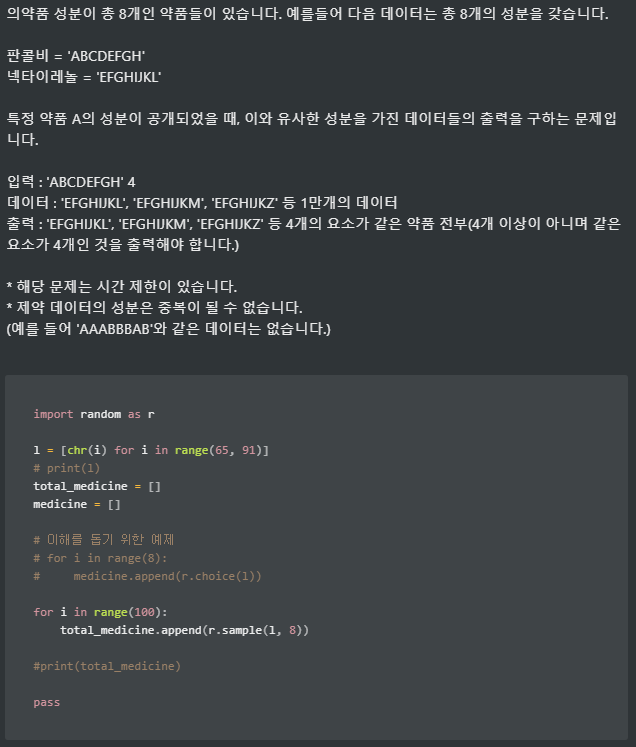 의약품 성분이 총 8개인 약품들이 있습니다. 예를들어 다음 데이터는 총 8개의 성분을 갖습니다.
판콜비 = 'ABCDEFGH'
넥타이레놀 = 'EFGHIJKL'
특정 약품 A의 성분이 공개되었을 때, 이와 유사한 성분을 가진 데이터들의 출력을 구하는 문제입
니다.
입력 : 'ABCDEFGH' 4
데이터 : 'EFGHIJKL', 'EFGHIJKM', 'EFGHIJKZ' 등 1만개의 데이터
출력 : 'EFGHIJKL', 'EFGHIJKM', 'EFGHIJKZ' 등 4개의 요소가 같은 약품 전부(4개 이상이 아니며 같은
요소가 4개인 것을 출력해야 합니다.)
* 해당 문제는 시간 제한이 있습니다.
* 제약 데이터의 성분은 중복이 될 수 없습니다.
(예를 들어 'AAABBBAB'와 같은 데이터는 없습니다.)
import random as r
l = [chr(i) for i in range(65, 91)]
# print(l)
total_medicine = []
medicine = []
# 이해를 돕기 위한 예제
# for i in range(8):
#     medicine.append(r.choice(l))
for i in range(100):
    total_medicine.append(r.sample(l, 8))
#print(total_medicine)
pass